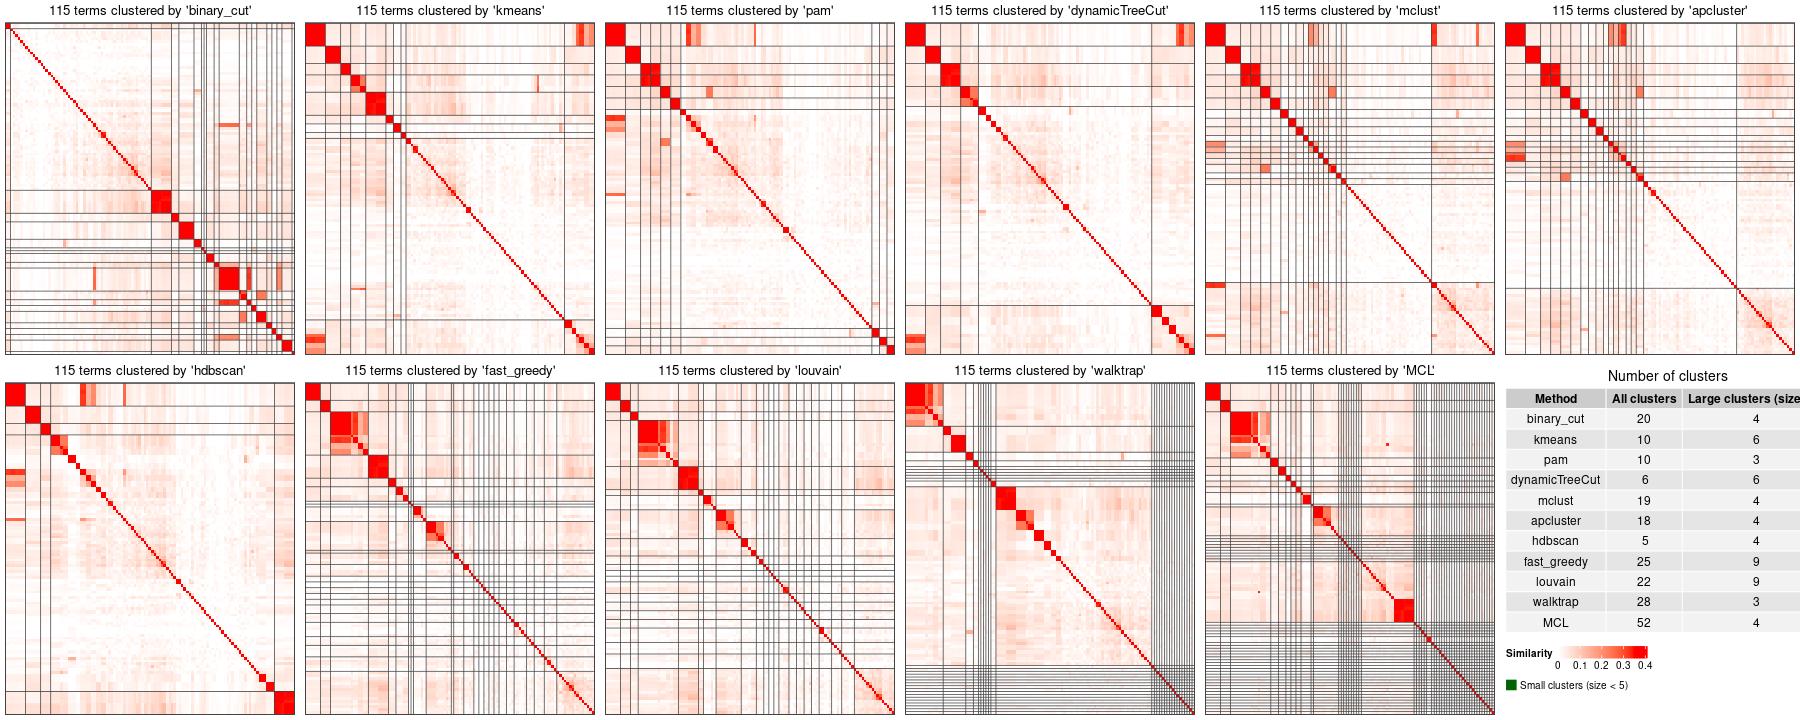 115 terms clustered by 'binary_cut'
115 terms clustered by 'kmeans'
115 terms clustered by 'pam'
115 terms clustered by 'dynamicTreeCut'
115 terms clustered by 'mclust'
115 terms clustered by 'apcluster'
115 terms clustered by 'hdbscan'
115 terms clustered by 'fast_greedy'
115 terms clustered by 'louvain'
115 terms clustered by 'walktrap'
115 terms clustered by 'MCL'
Number of clusters
Method All clusters Large clusters (size
binary_cut 20 4
kmeans 10 6
pam 10 3
dynamicTreeCut 6 6
mclust 19 4
apcluster 18 4
hdbscan 5 4
fast_greedy 25 9
louvain 22 9
walktrap 28 3
MCL 52 4
Similarity
0 0.1 0.2 0.3 0.4
Small clusters (size < 5)